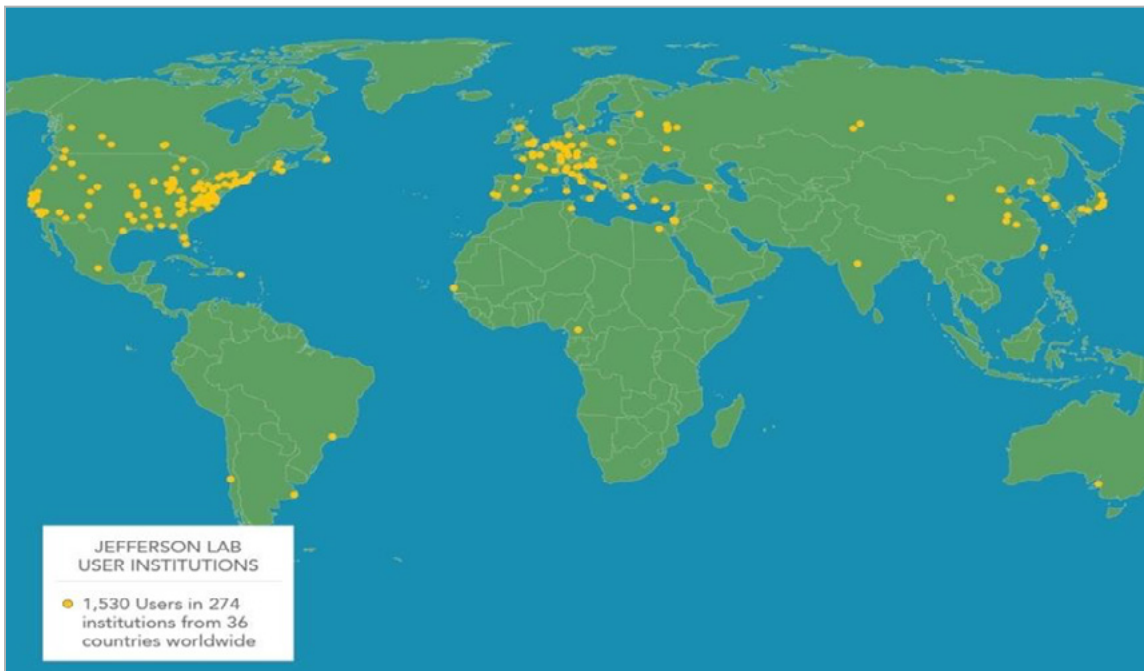 JEFFERSON LAB
USER INSTITUTIONS
1,530 Users in 274
institutions from 36
countries worldwide